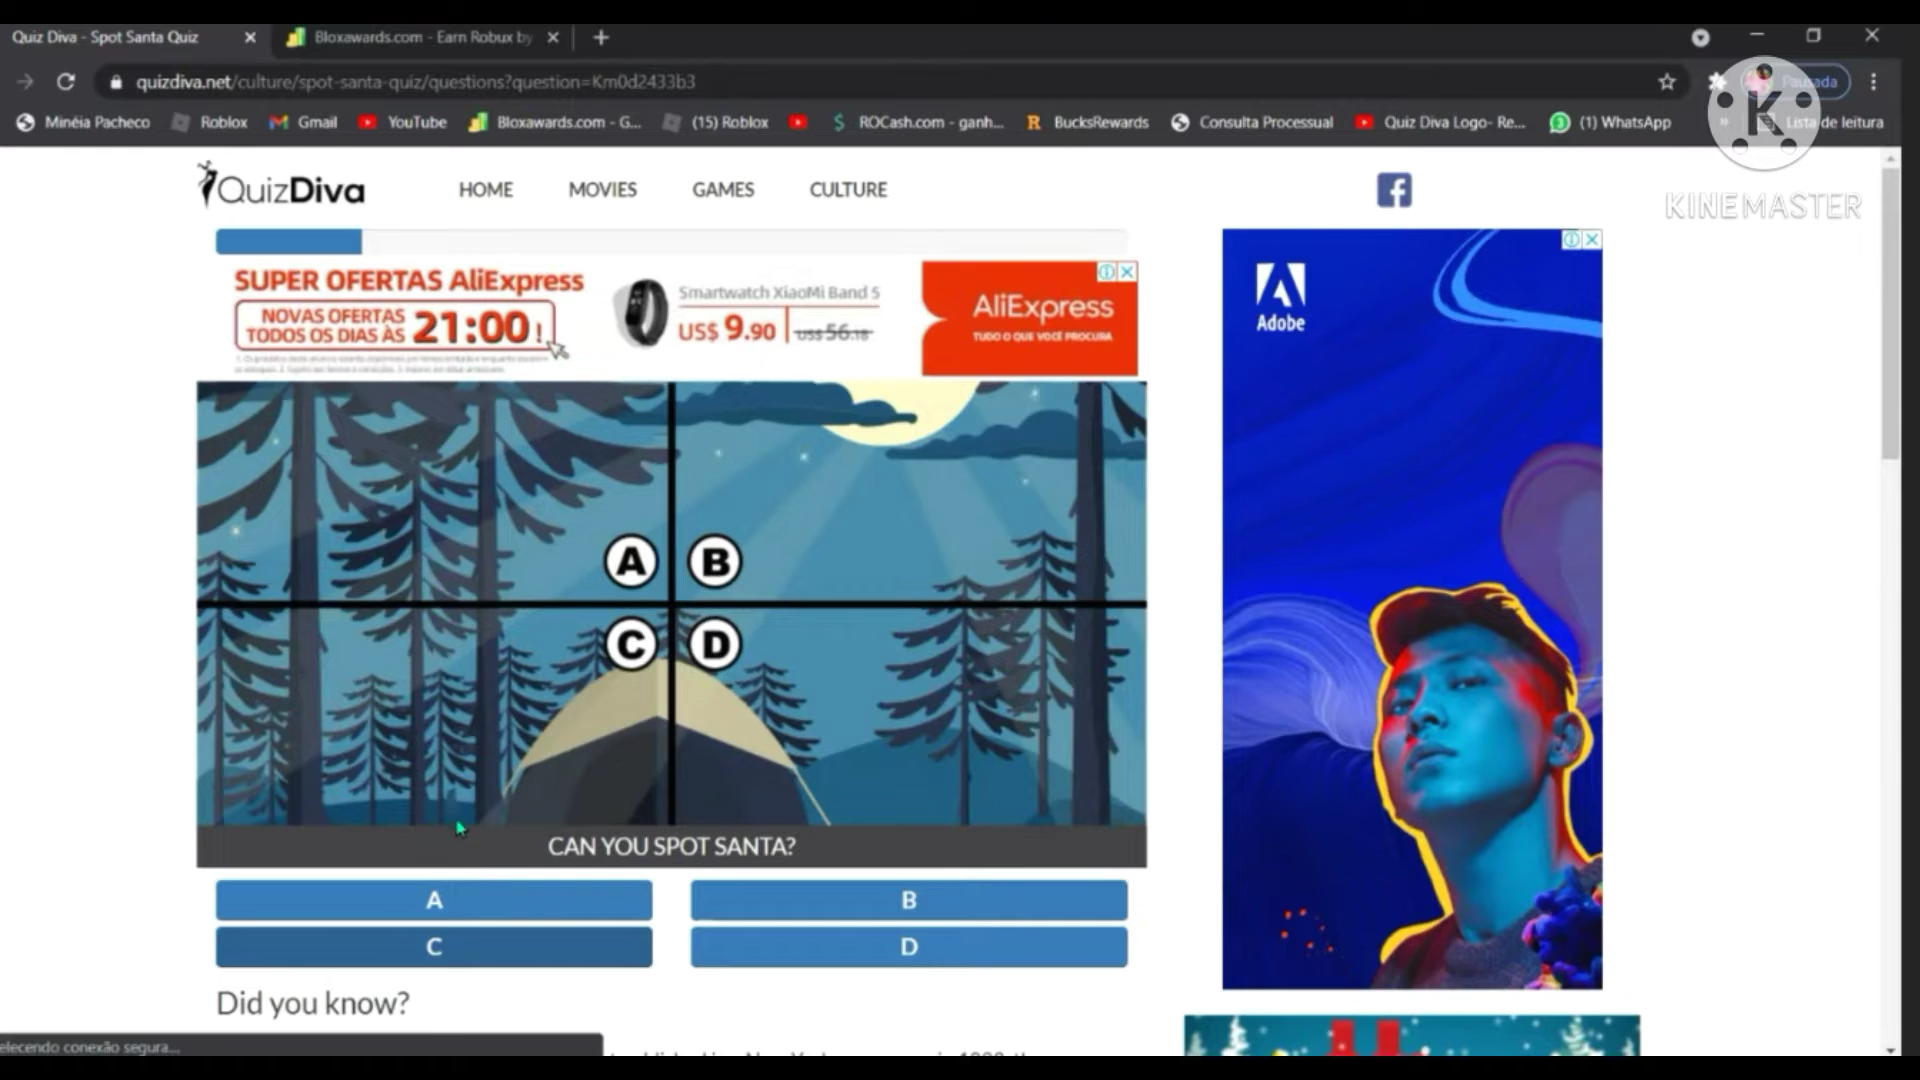 Quiz Diva - Spot Santa Quiz
Bloxawards.com - Earn Robux by
quizdiva.net/culture/spot-santa-quiz/questions?question=Km0d2433b3
Pausada
Minéia Pacheco
Roblox
Gmail
YouTube
Bloxawards.com - G...
(15) Roblox
ROCash.com - ganh...
BucksRewards
Consulta Processual
Quiz Diva Logo- Re...
(1) WhatsApp
Lista de leitura
K
KINEMASTER
QuizDiva
HOME
MOVIES
GAMES
CULTURE
SUPER OFERTAS AliExpress
NOVAS OFERTAS
TODOS OS DIAS ÀS 21:00!
Smartwatch XiaoMi Band 5
US$ 9.90 US$ 56.18
AliExpress
TUDO O QUE VOCÊ PROCURA
Adobe
A B
C D
CAN YOU SPOT SANTA?
A
B
C
D
Did you know?
elecendo conexão segura...